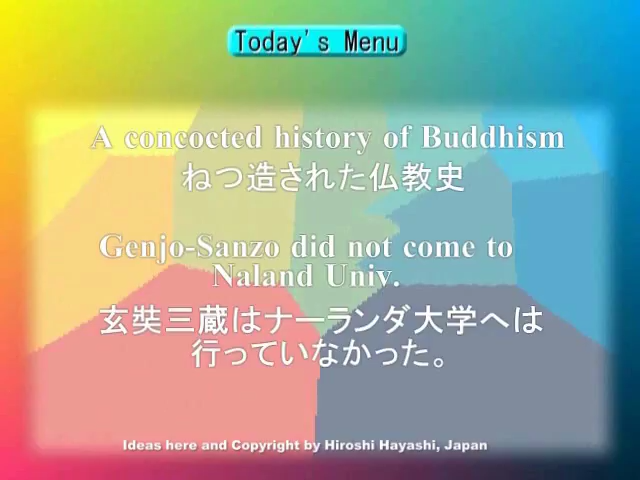 Today's Menu
A concocted history of Buddhism
ねつ造された仏教史
Genjo-Sanzo did not come to
Naland Univ.
玄奘三蔵はナーランダ大学へは
行っていなかった。
Ideas here and Copyright by Hiroshi Hayashi, Japan